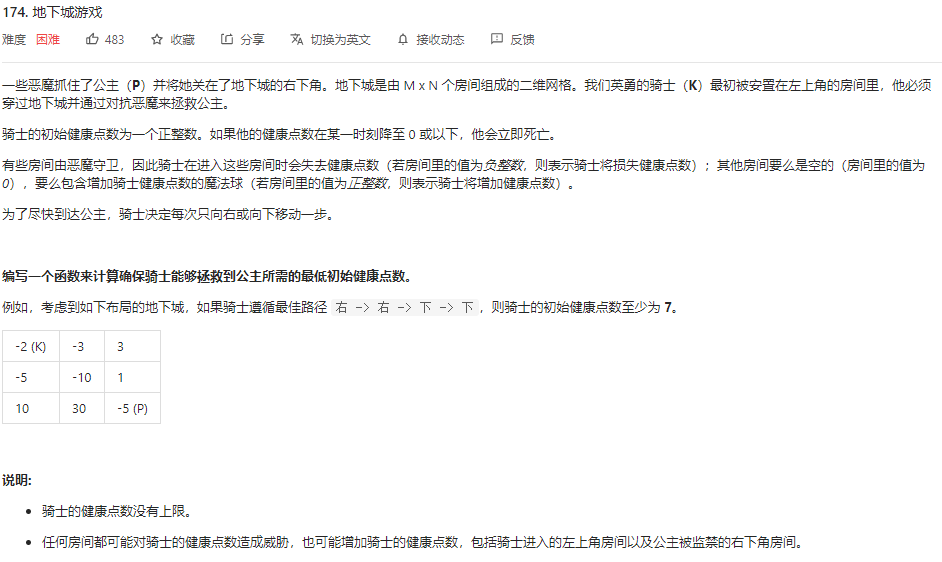 174. 地下城游戏
难度 困难 483 收藏 分享 切换为英文 接收动态 反馈
一些恶魔抓住了公主（P）并将她关在了地下城的右下角。地下城是由 M x N 个房间组成的二维网格。我们英勇的骑士（K）最初被安置在左上角的房间里，他必须
穿过地下城并通过对抗恶魔来拯救公主。
骑士的初始健康点数为一个正整数。如果他的健康点数在某一时刻降至 0 或以下，他会立即死亡。
有些房间由恶魔守卫，因此骑士在进入这些房间时会失去健康点数（若房间里的值为负整数，则表示骑士将损失健康点数）；其他房间要么是空的（房间里的值为
0），要么包含增加骑士健康点数的魔法球（若房间里的值为正整数，则表示骑士将增加健康点数）。
为了尽快到达公主，骑士决定每次只向右或向下移动一步。
编写一个函数来计算确保骑士能够拯救到公主所需的最低初始健康点数。
例如，考虑到如下布局的地下城，如果骑士遵循最佳路径 右 -> 右 -> 下 -> 下，则骑士的初始健康点数至少为 7。
-2 (K) -3 3
-5 -10 1
10 30 -5 (P)
说明:
骑士的健康点数没有上限。
任何房间都可能对骑士的健康点数造成威胁，也可能增加骑士的健康点数，包括骑士进入的左上角房间以及公主被监禁的右下角房间。